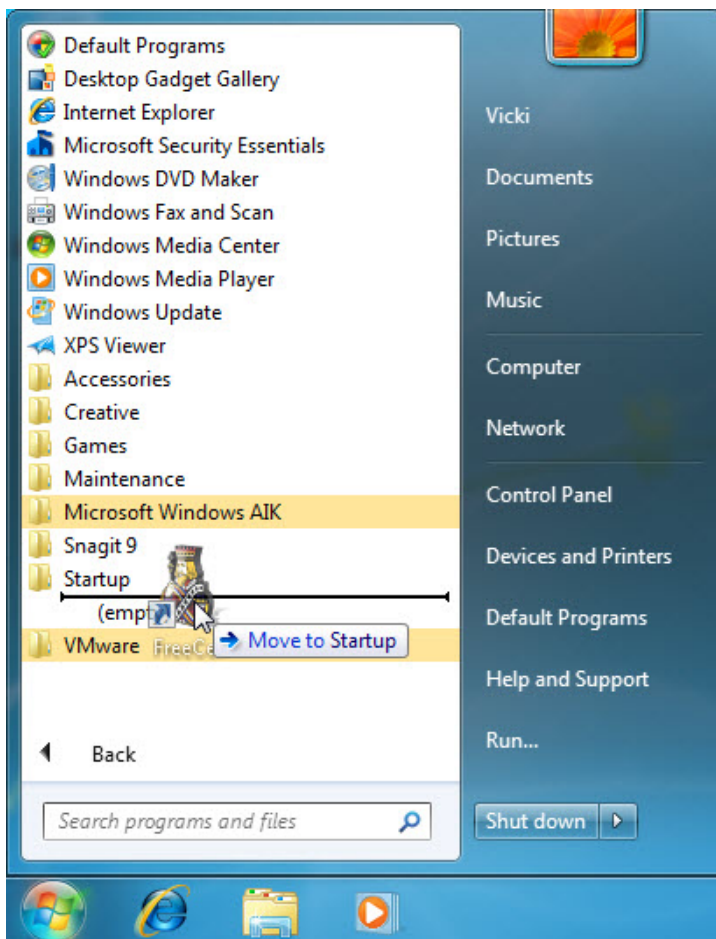 Default Programs
Desktop Gadget Gallery
Internet Explorer
Microsoft Security Essentials
Windows DVD Maker
Windows Fax and Scan
Windows Media Center
Windows Media Player
Windows Update
XPS Viewer
Accessories
Creative
Games
Maintenance
Microsoft Windows AIK
Snagit 9
Startup
(emp
Move to Startup
VMware
Back
Search programs and files
Vicki
Documents
Pictures
Music
Computer
Network
Control Panel
Devices and Printers
Default Programs
Help and Support
Run...
Shut down